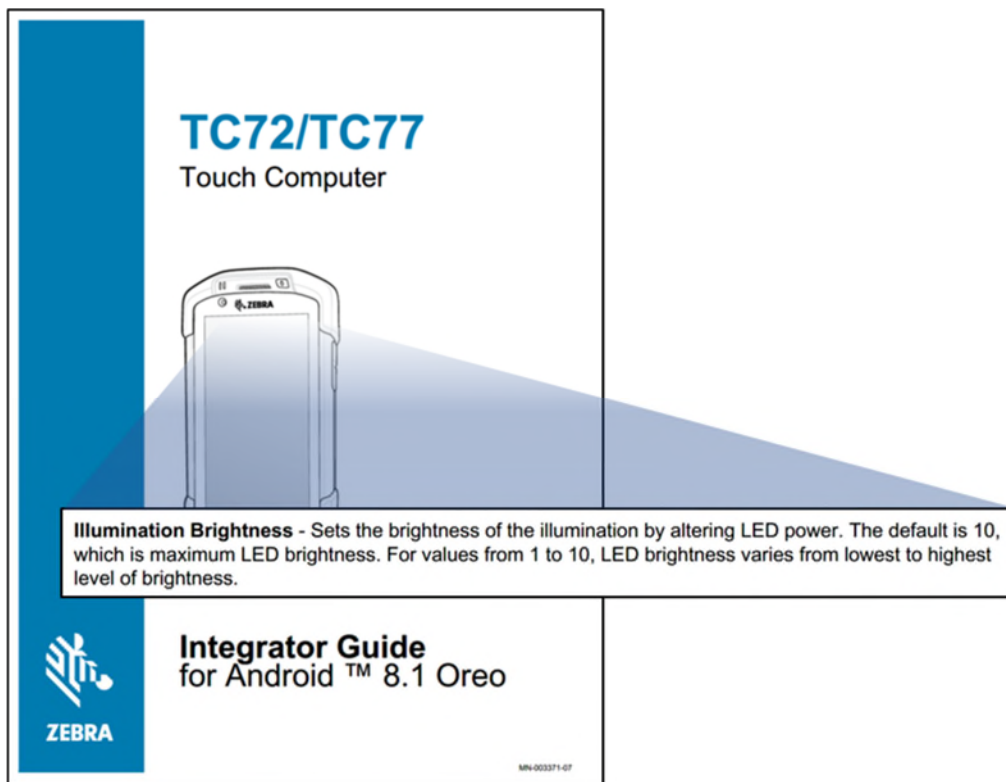 TC72/TC77
Touch Computer
ZEBRA
Illumination Brightness - Sets the brightness of the illumination by altering LED power. The default is 10,
which is maximum LED brightness. For values from 1 to 10, LED brightness varies from lowest to highest
level of brightness.
Integrator Guide
for Android ™ 8.1 Oreo
ZEBRA
MN-003371-07